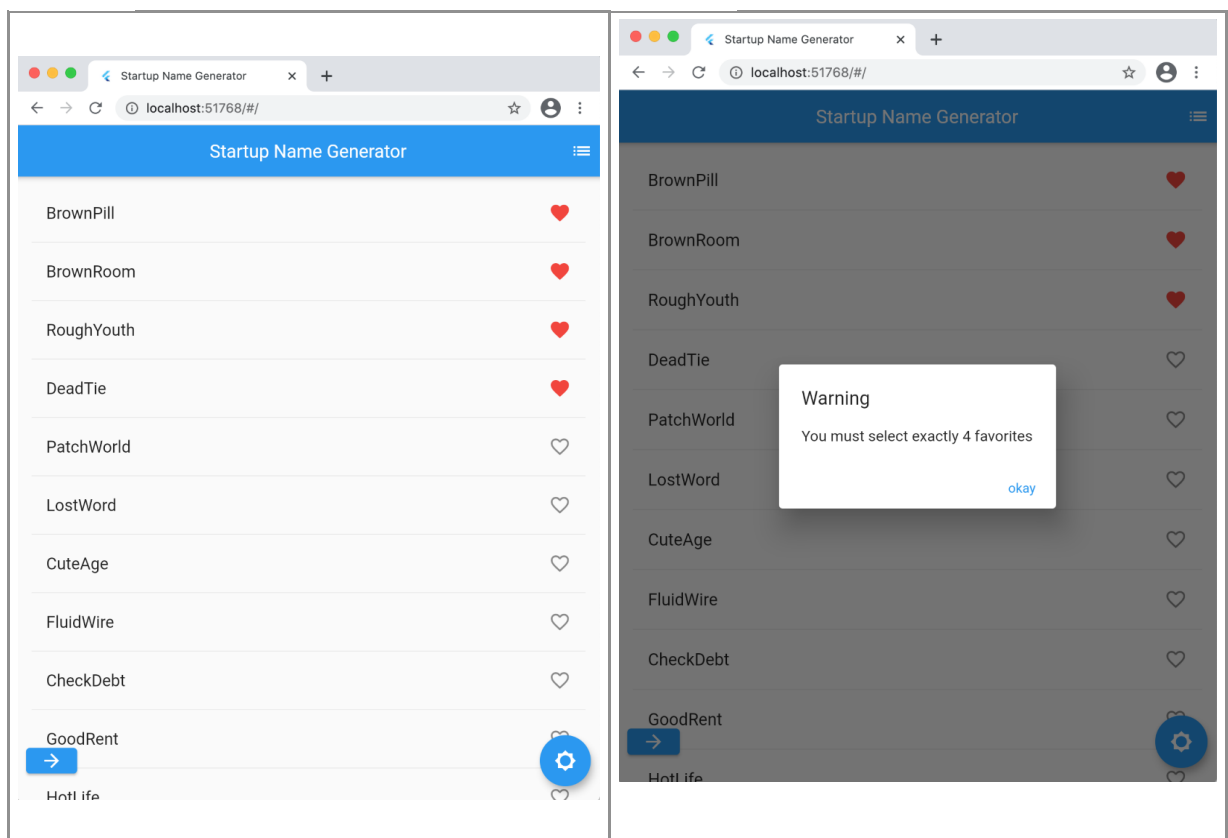 Startup Name Generator
localhost:51768/#/
Startup Name Generator
BrownPill
BrownRoom
RoughYouth
DeadTie
PatchWorld
LostWord
CuteAge
FluidWire
CheckDebt
GoodRent
HotLife
Startup Name Generator
localhost:51768/#/
Startup Name Generator
BrownPill
BrownRoom
RoughYouth
DeadTie
PatchWorld
LostWord
CuteAge
FluidWire
CheckDebt
GoodRent
HotLife
Warning
You must select exactly 4 favorites
okay